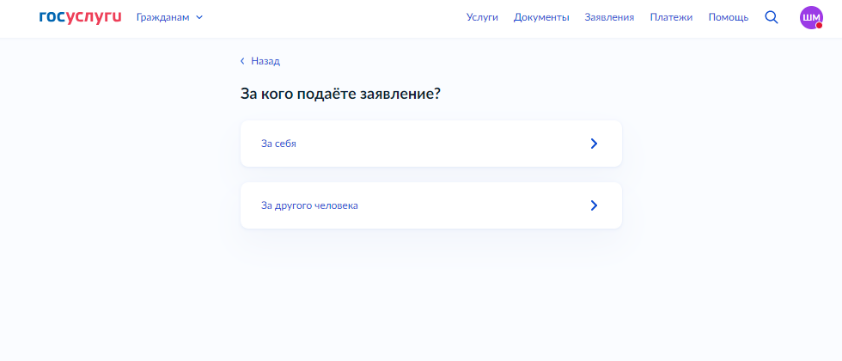 госуслуги Гражданам Услуги Документы Заявления Платежи Помощь ШМ
Назад
За кого подаёте заявление?
За себя
За другого человека